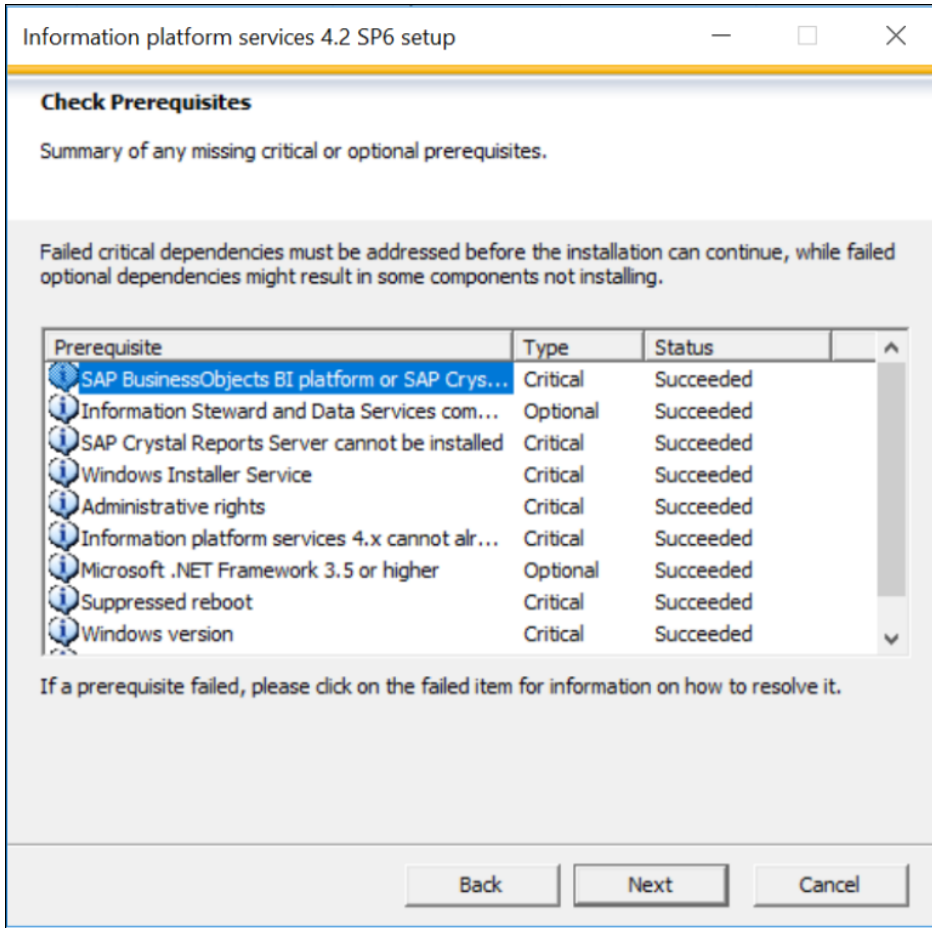 Information platform services 4.2 SP6 setup
Check Prerequisites
Summary of any missing critical or optional prerequisites.
Failed critical dependencies must be addressed before the installation can continue, while failed
optional dependencies might result in some components not installing.
Prerequisite Type Status
SAP BusinessObjects BI platform or SAP Crys... Critical Succeeded
Information Steward and Data Services com... Optional Succeeded
SAP Crystal Reports Server cannot be installed Critical Succeeded
Windows Installer Service Critical Succeeded
Administrative rights Critical Succeeded
Information platform services 4.x cannot alr... Critical Succeeded
Microsoft .NET Framework 3.5 or higher Optional Succeeded
Suppressed reboot Critical Succeeded
Windows version Critical Succeeded
If a prerequisite failed, please click on the failed item for information on how to resolve it.
Back Next Cancel